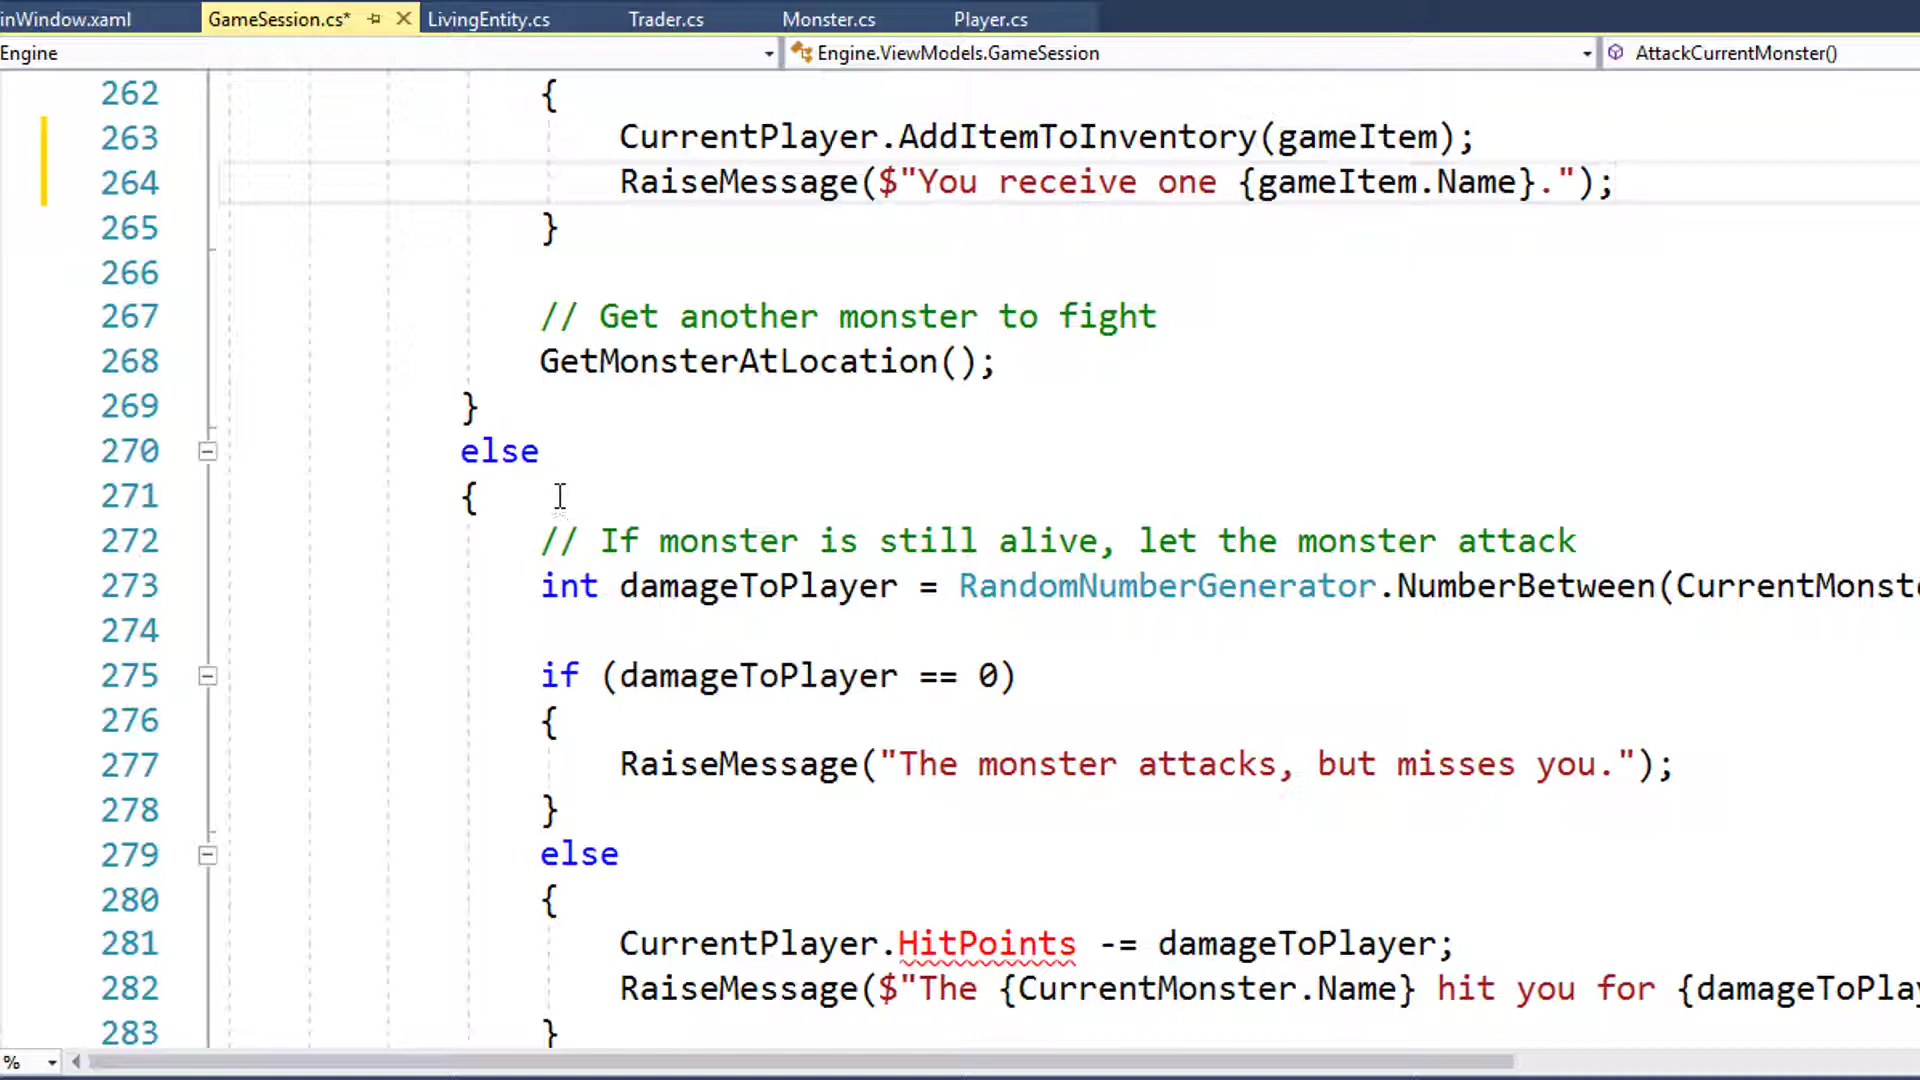 inWindow.xaml GameSession.cs* LivingEntity.cs Trader.cs Monster.cs Player.cs
Engine Engine.ViewModels.GameSession AttackCurrentMonster()
262 {
263 CurrentPlayer.AddItemToInventory(gameItem);
264 RaiseMessage($"You receive one {gameItem.Name}.");
265 }
266
267 // Get another monster to fight
268 GetMonsterAtLocation();
269 }
270 else
271 {
272 // If monster is still alive, let the monster attack
273 int damageToPlayer = RandomNumberGenerator.NumberBetween(CurrentMonste
274
275 if (damageToPlayer == 0)
276 {
277 RaiseMessage("The monster attacks, but misses you.");
278 }
279 else
280 {
281 CurrentPlayer.HitPoints -= damageToPlayer;
282 RaiseMessage($"The {CurrentMonster.Name} hit you for {damageToPlay
283 }
%